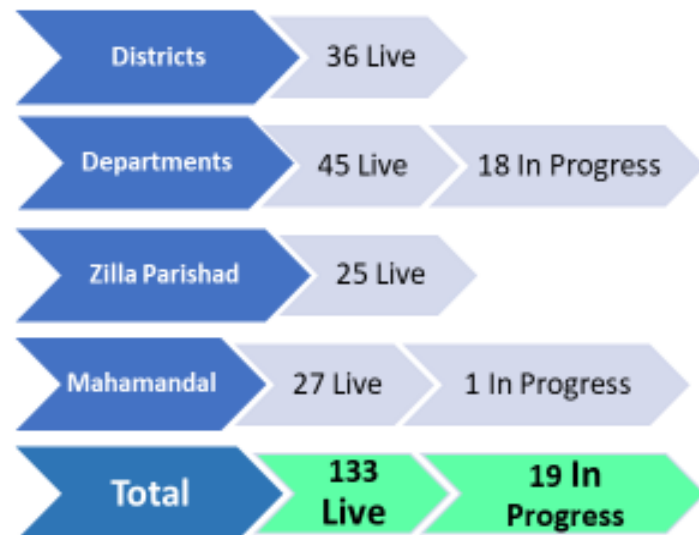 Districts 36 Live
Departments 45 Live 18 In Progress
Zilla Parishad 25 Live
Mahamandal 27 Live 1 In Progress
Total 133 Live 19 In Progress